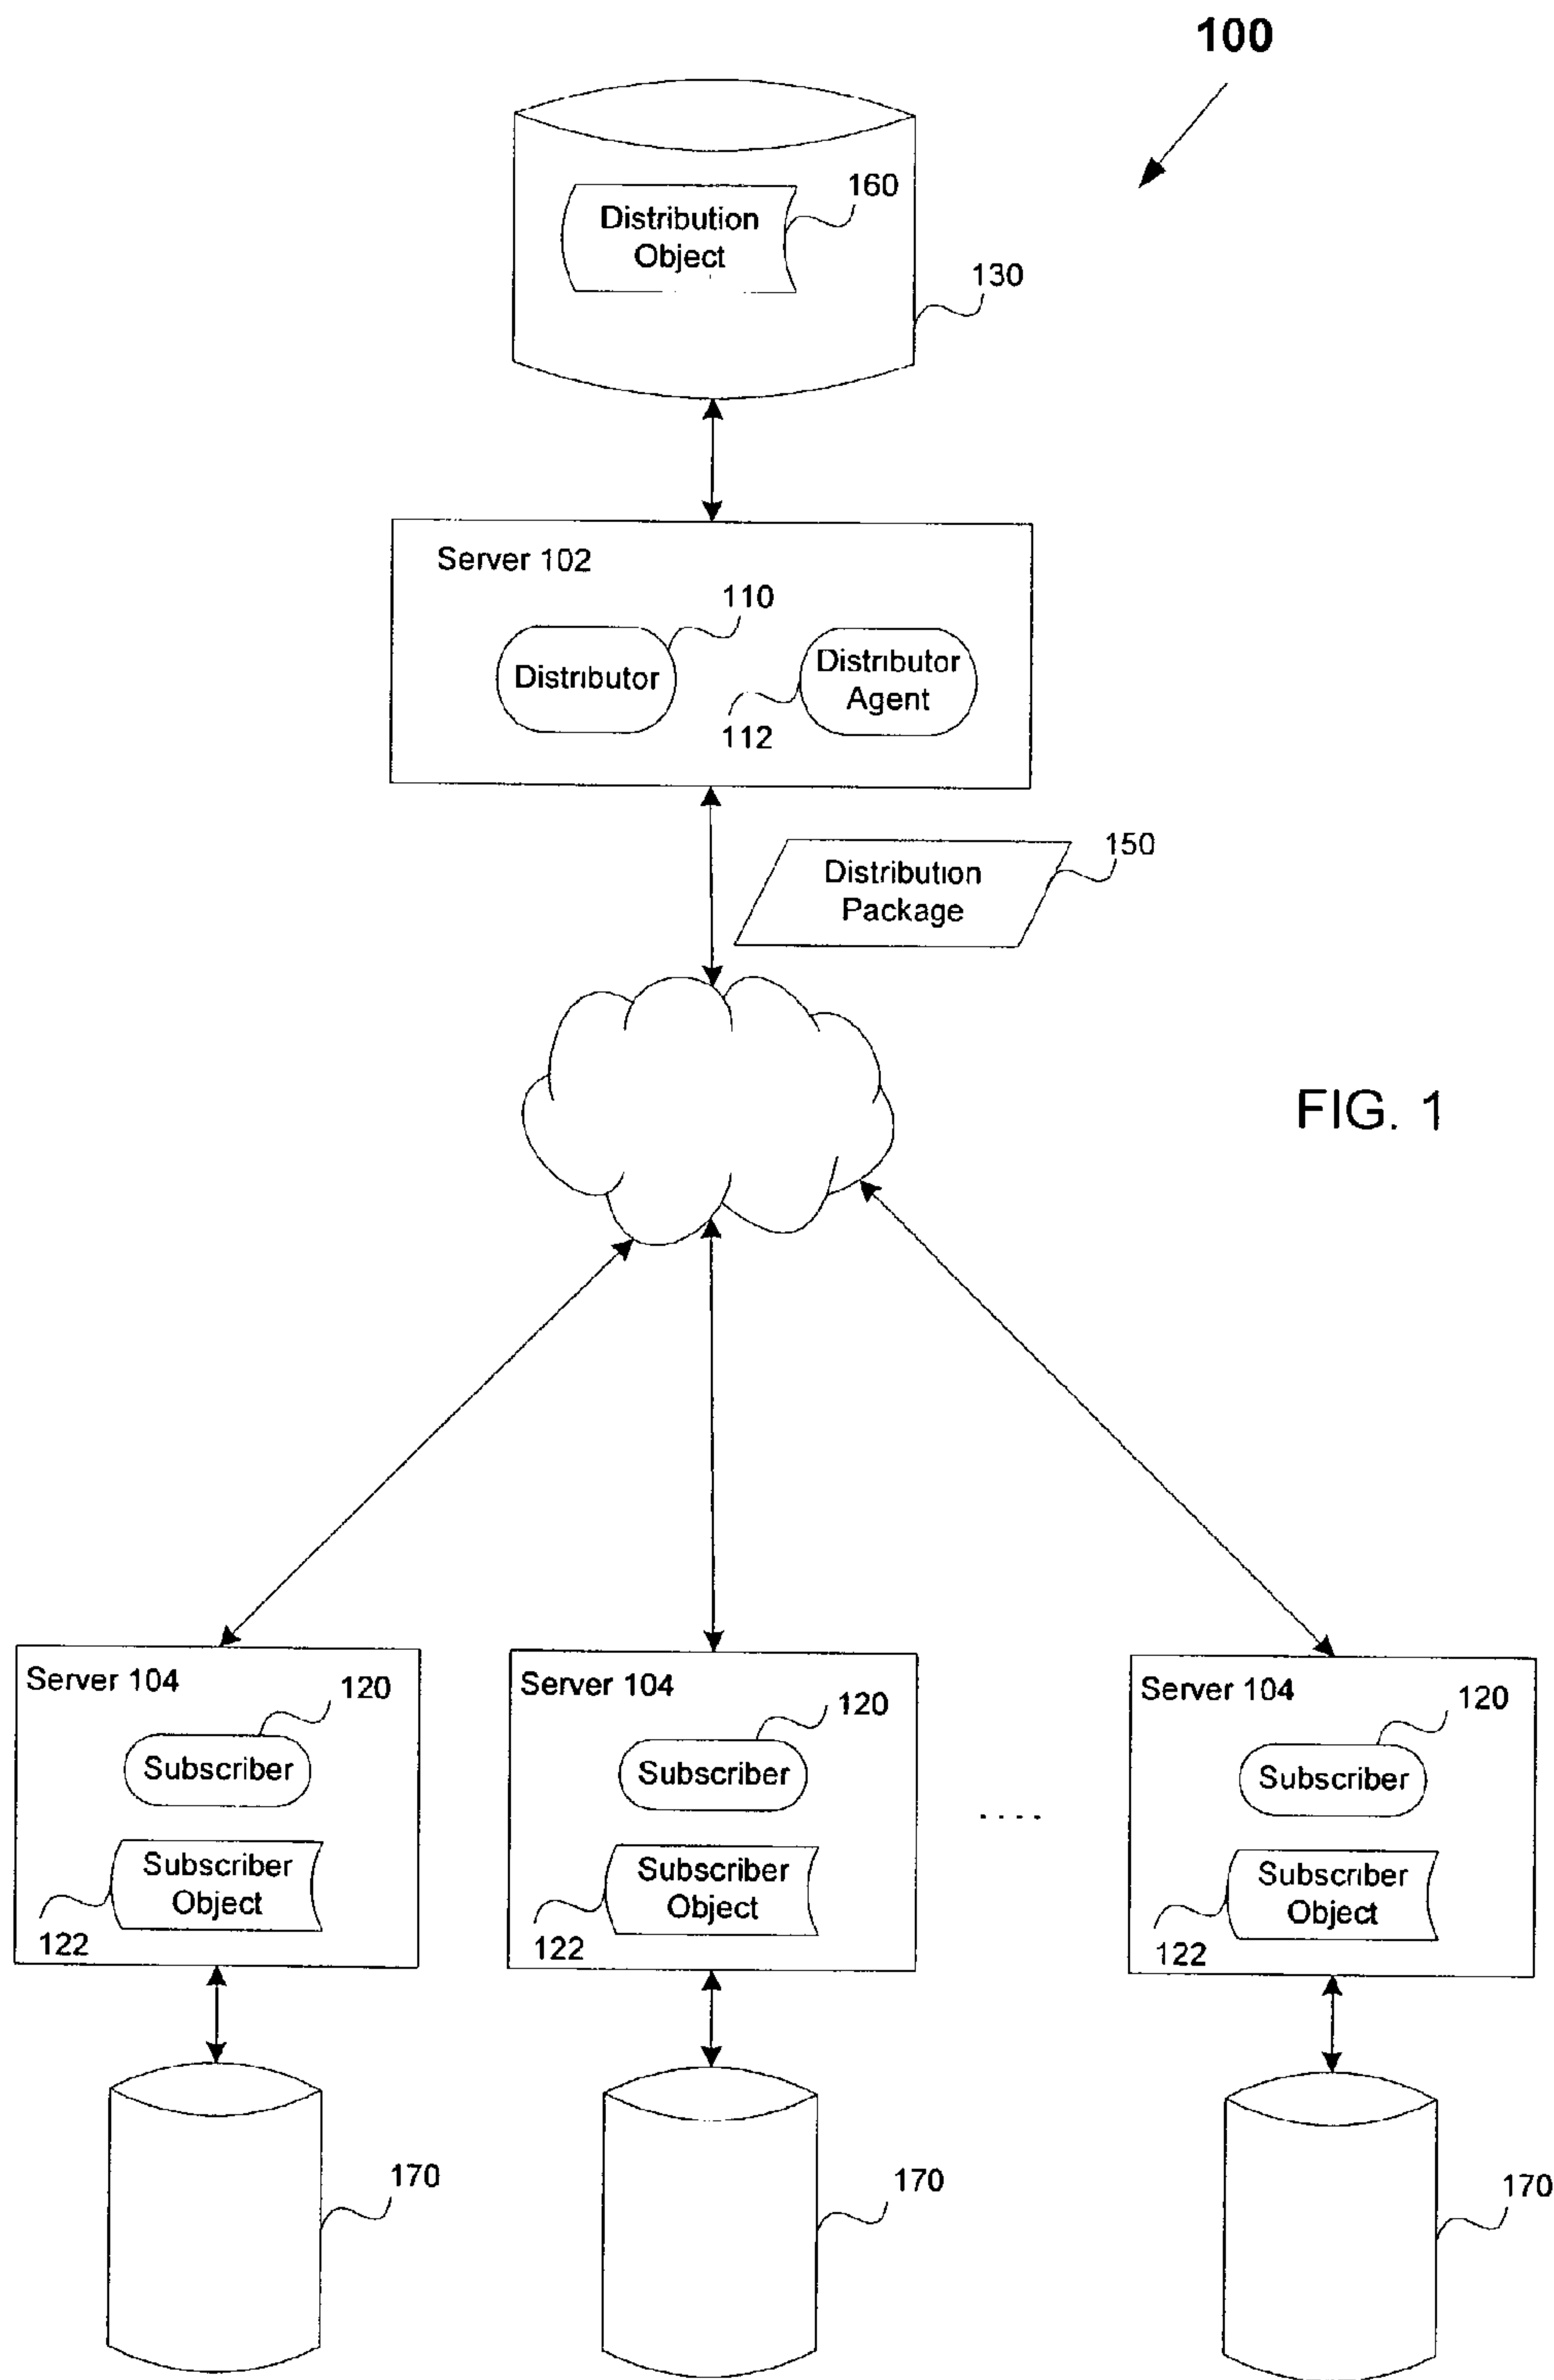 100
160
Distribution
Object
130
Server 102
110
Distributor
Distributor
Agent
112
150
Distribution
Package
FIG. 1
Server 104
120
Subscriber
Subscriber
Object
122
Server 104
120
Subscriber
Subscriber
Object
122
. . . .
Server 104
120
Subscriber
Subscriber
Object
122
170
170
170